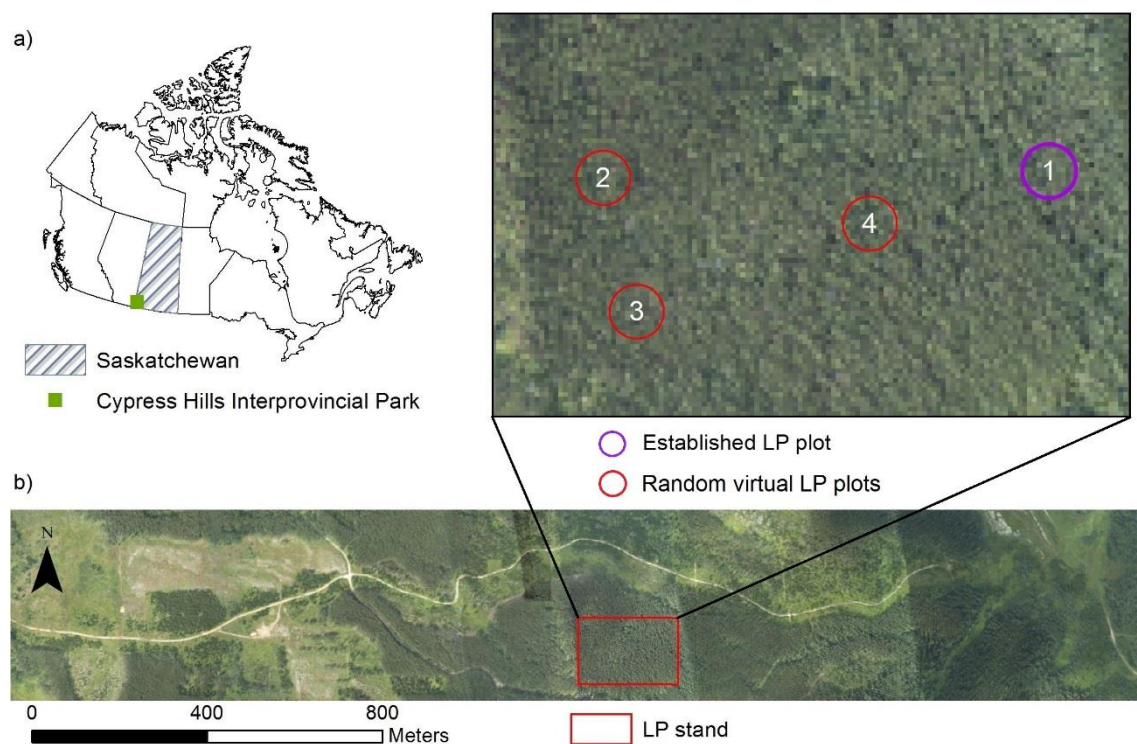 a)
2
4
1
3
Saskatchewan
Cypress Hills Interprovincial Park
Established LP plot
Random virtual LP plots
b)
N
0 400 800
Meters
LP stand